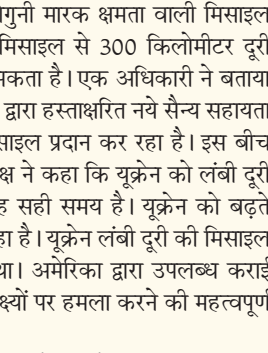 गुनी मारक क्षमता वाली मिसाइल
मिसाइल से 300 किलोमीटर दूरी
सकता है। एक अधिकारी ने बताया
द्वारा हस्ताक्षरित नये सैन्य सहायता
साइल प्रदान कर रहा है। इस बीच
क्ष ने कहा कि यूक्रेन को लंबी दूरी
ह सही समय है। यूक्रेन को बढ़ते
हा है। यूक्रेन लंबी दूरी की मिसाइल
था। अमेरिका द्वारा उपलब्ध कराई
क्ष्यों पर हमला करने की महत्वपूर्ण